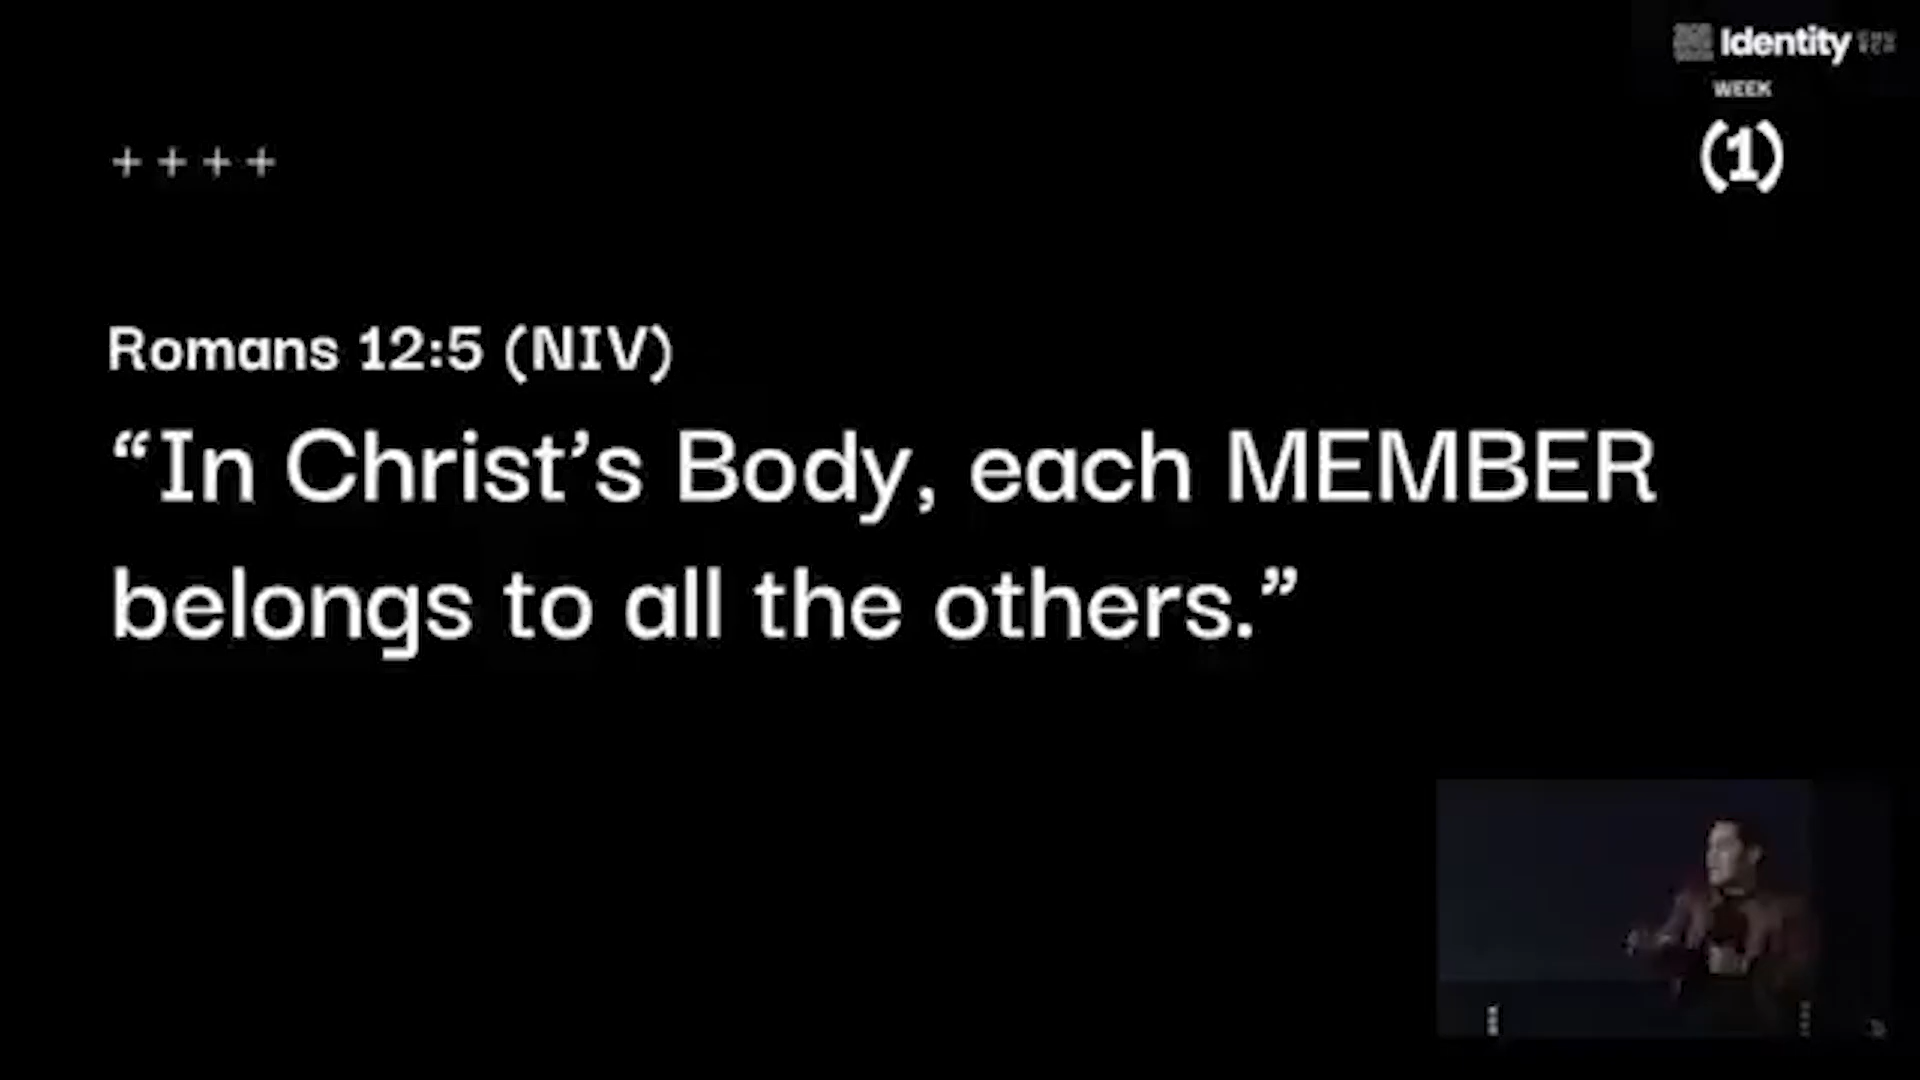 Identity
WEEK
(1)
++++
Romans 12:5 (NIV)
“In Christ’s Body, each MEMBER
belongs to all the others.”